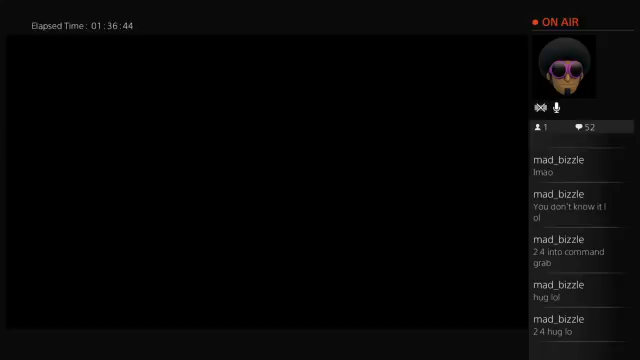 Elapsed Time : 01:36:44
ON AIR
1 52
mad_bizzle
lmao
mad_bizzle
You don't know it l
ol
mad_bizzle
2 4 into command
grab
mad_bizzle
hug lol
mad_bizzle
2 4 hug lo